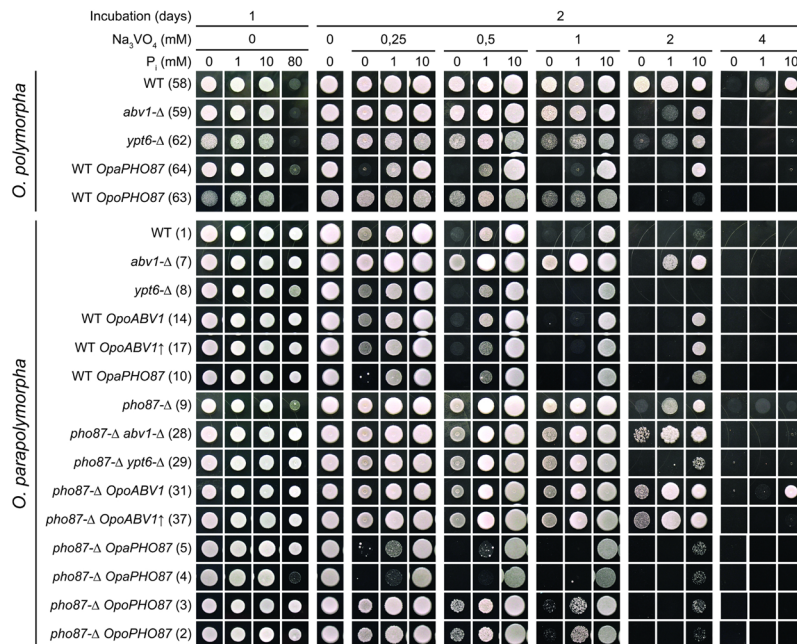 Incubation (days) 1 2
Na₃VO₄ (mM) 0 0 0,25 0,5 1 2 4
Pᵢ (mM) 0 1 10 80 0 0 1 10 0 1 10 0 1 10 0 1 10 0 1 10
O. polymorpha
WT (58)
abv1-Δ (59)
ypt6-Δ (62)
WT OpaPHO87 (64)
WT OpoPHO87 (63)
O. parapolymorpha
WT (1)
abv1-Δ (7)
ypt6-Δ (8)
WT OpoABV1 (14)
WT OpoABV1↑ (17)
WT OpaPHO87 (10)
pho87-Δ (9)
pho87-Δ abv1-Δ (28)
pho87-Δ ypt6-Δ (29)
pho87-Δ OpoABV1 (31)
pho87-Δ OpoABV1↑ (37)
pho87-Δ OpaPHO87 (5)
pho87-Δ OpaPHO87 (4)
pho87-Δ OpoPHO87 (3)
pho87-Δ OpoPHO87 (2)